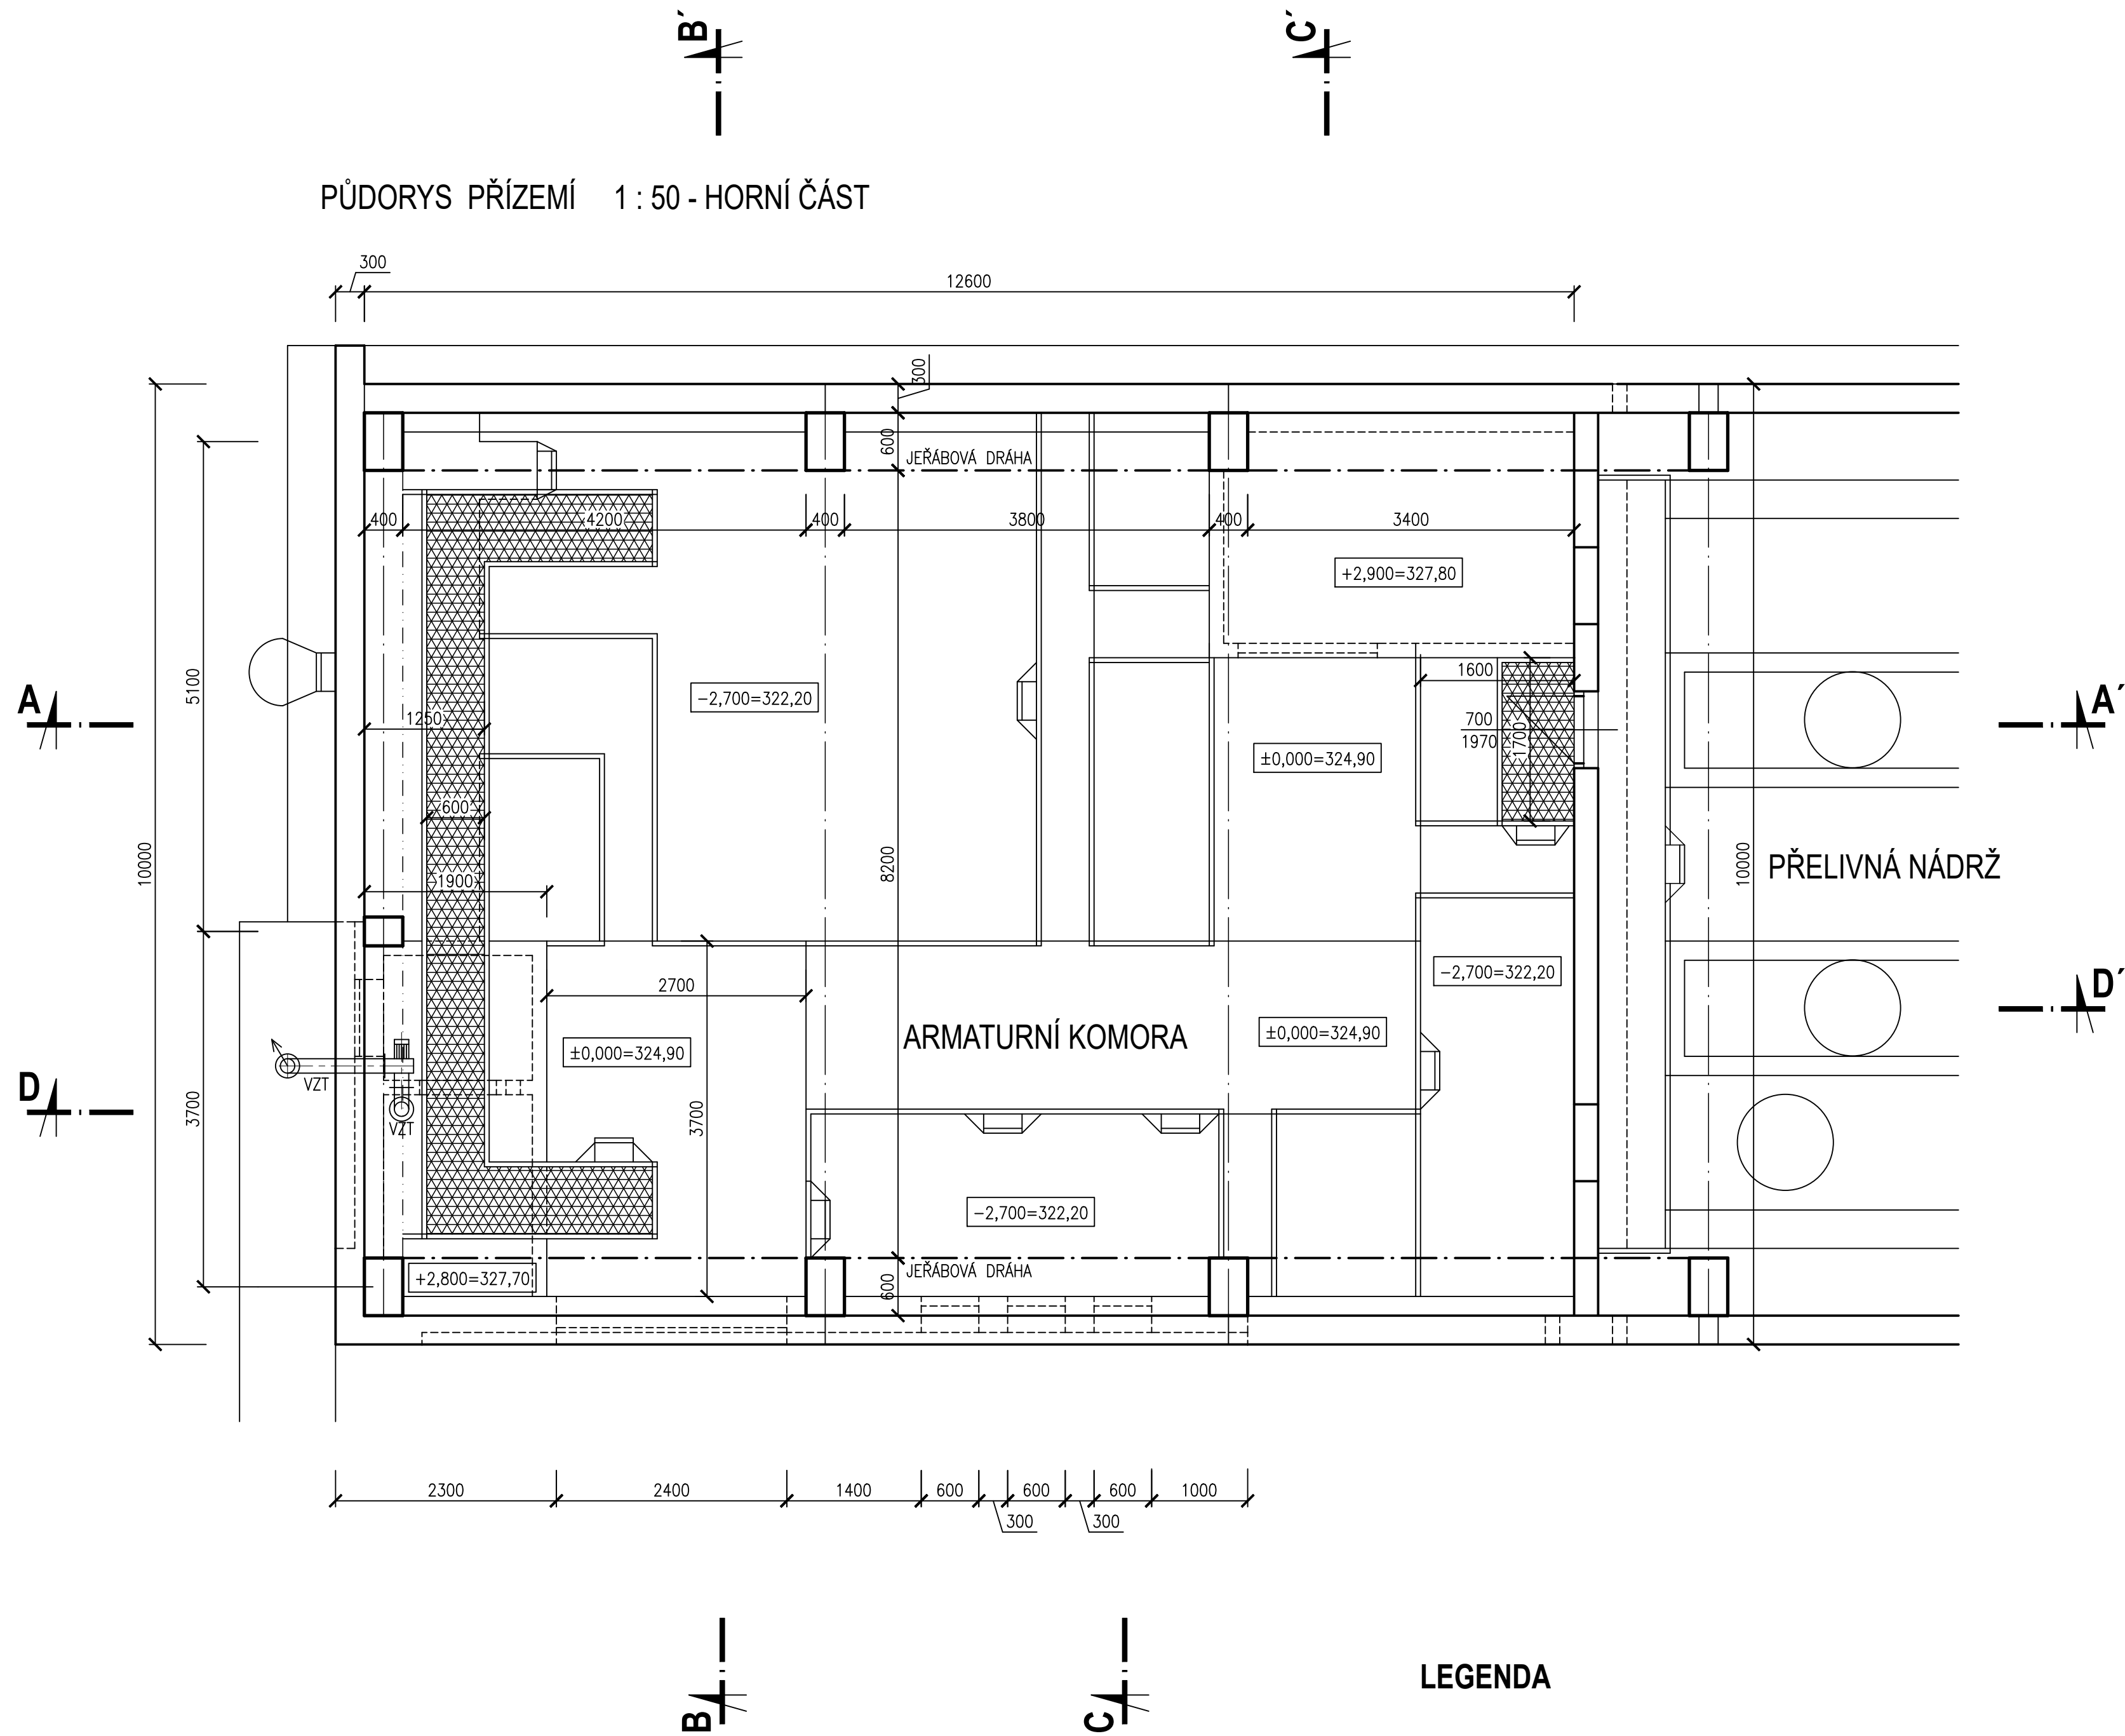 B´
C´
PŮDORYS PŘÍZEMÍ 1 : 50 - HORNÍ ČÁST
300
12600
300
600
JEŘÁBOVÁ DRÁHA
400
4200
400
3800
400
3400
+2,900=327,80
5100
1600
A
−2,700=322,20
A´
1250
700
1970
1700
±0,000=324,90
600
10000
1900
8200
10000
PŘELIVNÁ NÁDRŽ
2700
−2,700=322,20
D´
ARMATURNÍ KOMORA
±0,000=324,90
±0,000=324,90
VZT
D
3700
3700
VZT
−2,700=322,20
+2,800=327,70
JEŘÁBOVÁ DRÁHA
600
2300
2400
1400
600
600
600
1000
300
300
LEGENDA
B
C